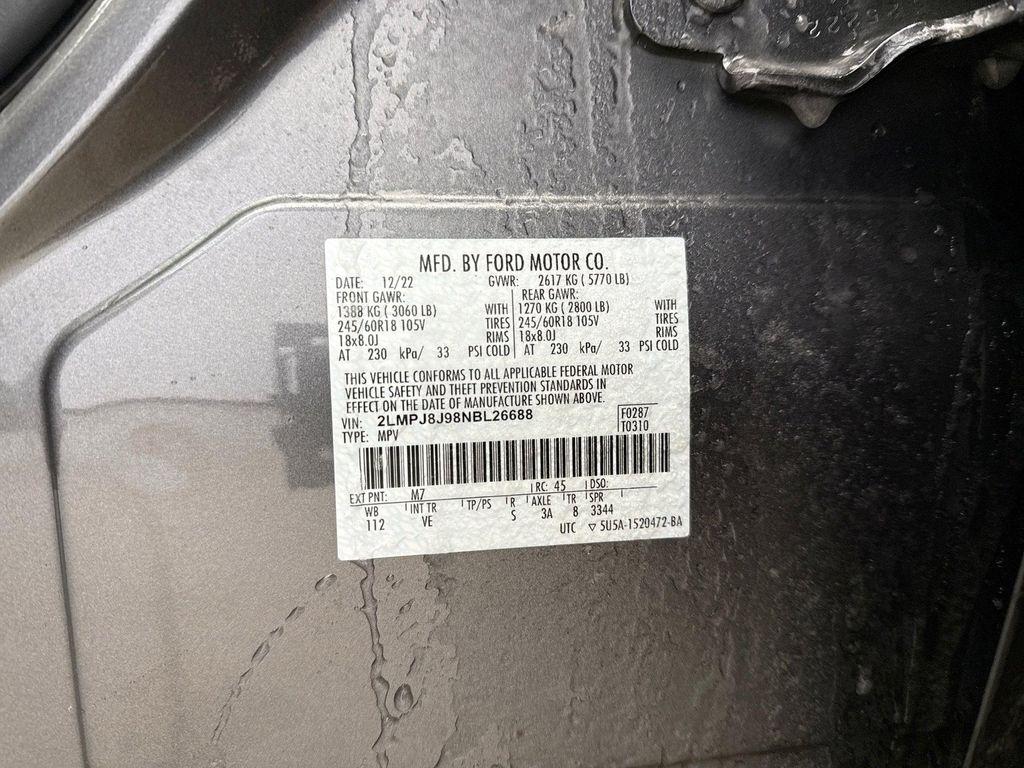 MFD. BY FORD MOTOR CO.
DATE: 12/22 GVWR: 2617 KG ( 5770 LB)
FRONT GAWR: REAR GAWR:
1388 KG ( 3060 LB) WITH 1270 KG ( 2800 LB) WITH
245/60R18 105V TIRES 245/60R18 105V TIRES
18x8.0J RIMS 18x8.0J RIMS
AT 230 kPa/ 33 PSI COLD AT 230 kPa/ 33 PSI COLD
THIS VEHICLE CONFORMS TO ALL APPLICABLE FEDERAL MOTOR
VEHICLE SAFETY AND THEFT PREVENTION STANDARDS IN
EFFECT ON THE DATE OF MANUFACTURE SHOWN ABOVE.
VIN: 2LMPJ8J98NBL26688 F0287
TYPE: MPV T0310
EXT PNT: M7 RC: 45 DSO:
WB INT TR TP/PS R AXLE TR SPR
112 VE S 3A 8 3344
UTC ▽ 5U5A-1520472-BA